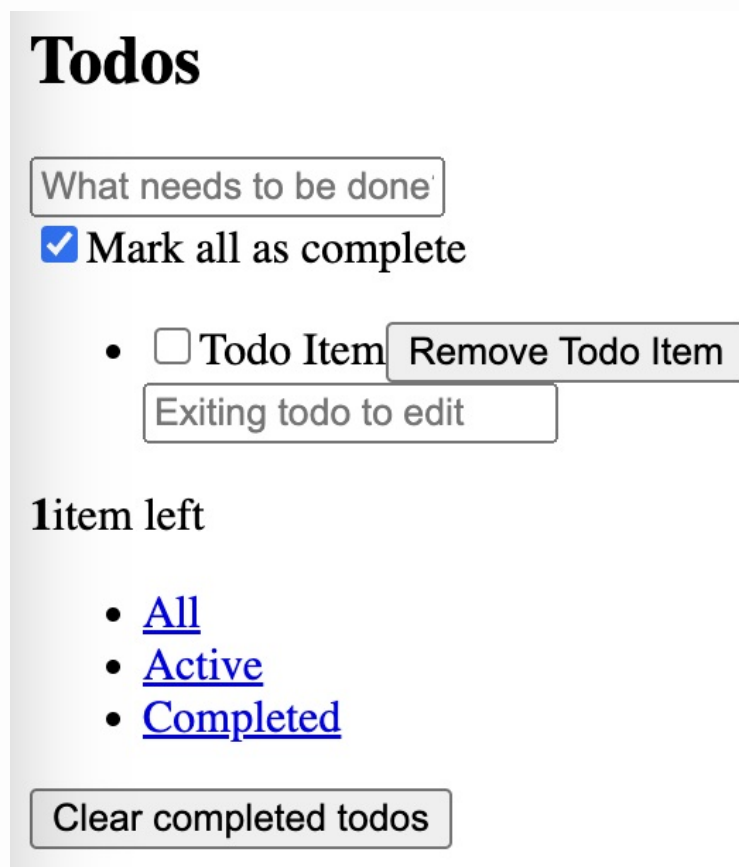 Todos
What needs to be done?
Mark all as complete
Todo Item Remove Todo Item
Exiting todo to edit
1item left
All
Active
Completed
Clear completed todos